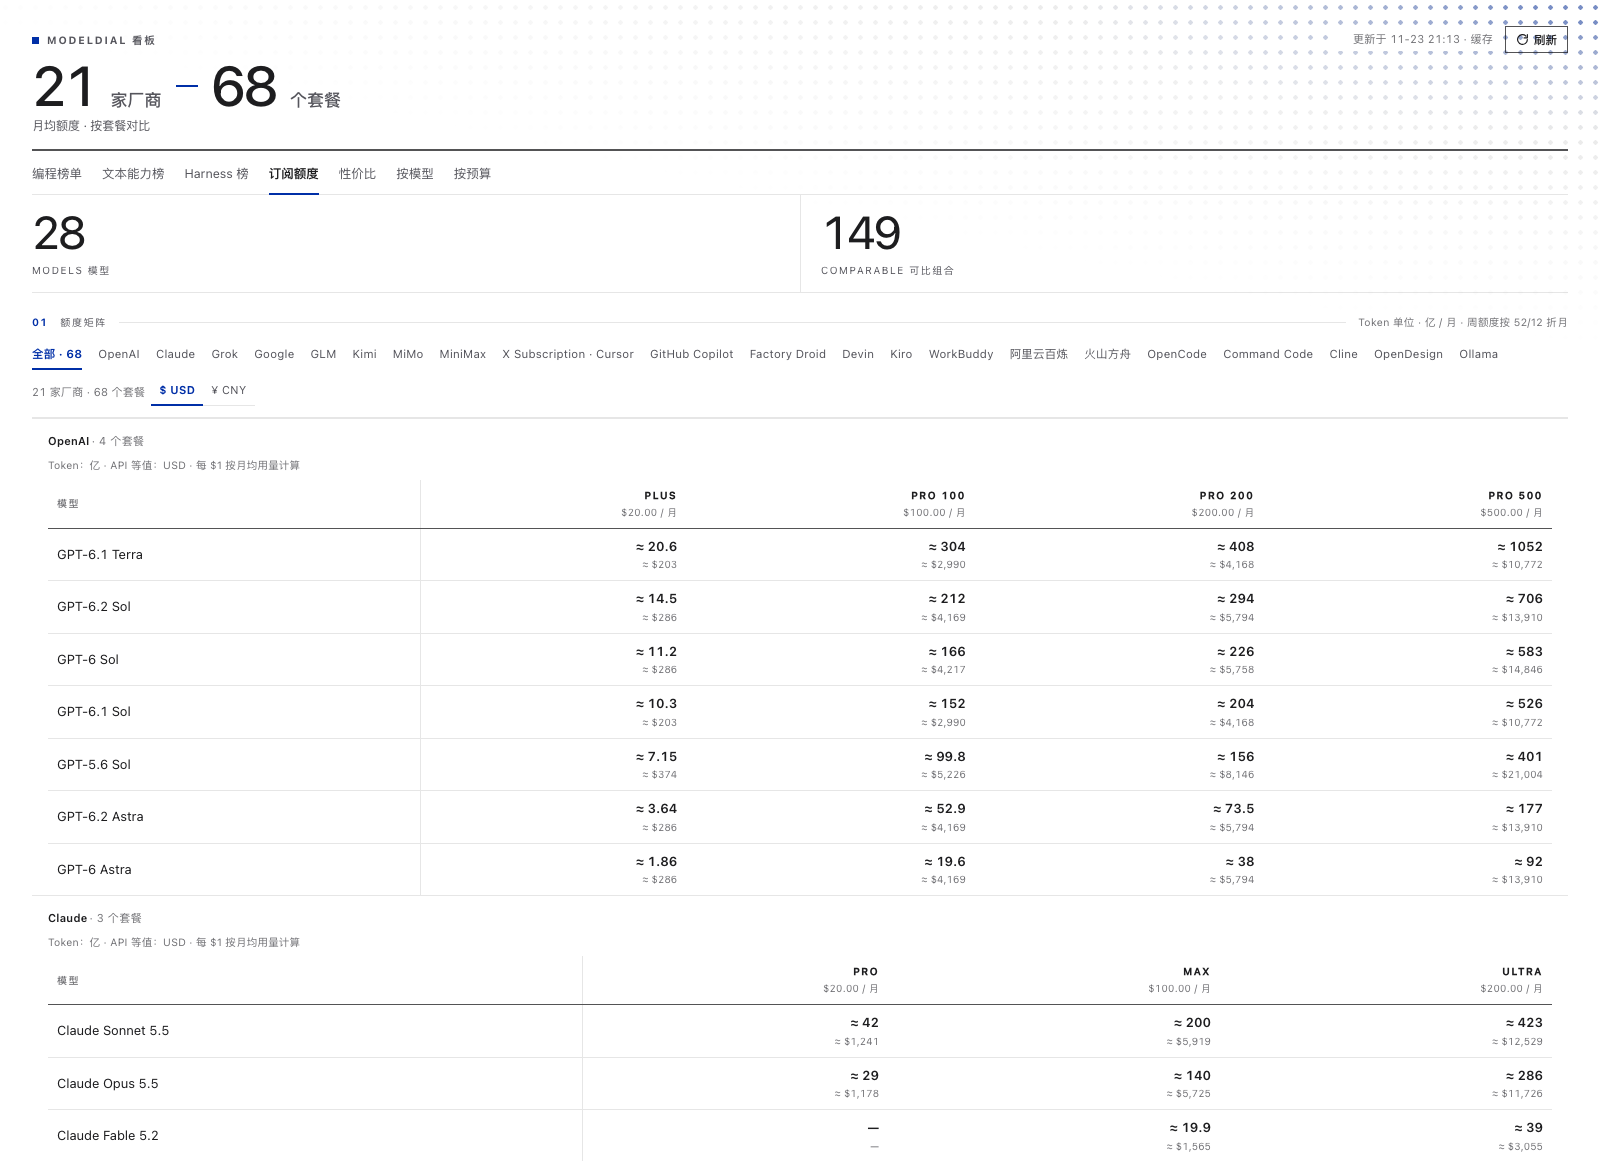 MODELDIAL 看板
更新于 11-23 21:13 · 缓存 刷新
21 家厂商 — 68 个套餐
月均额度 · 按套餐对比
编程榜单 文本能力榜 Harness 榜 订阅额度 性价比 按模型 按预算
28 149
MODELS 模型 COMPARABLE 可比组合
01 额度矩阵 Token 单位 · 亿 / 月 · 周额度按 52/12 折月
全部 · 68 OpenAI Claude Grok Google GLM Kimi MiMo MiniMax X Subscription · Cursor GitHub Copilot Factory Droid Devin Kiro WorkBuddy 阿里云百炼 火山方舟 OpenCode Command Code Cline OpenDesign Ollama
21 家厂商 · 68 个套餐 $ USD ¥ CNY
OpenAI · 4 个套餐
Token：亿 · API 等值：USD · 每 $1 按月均用量计算
模型 PLUS PRO 100 PRO 200 PRO 500
$20.00 / 月 $100.00 / 月 $200.00 / 月 $500.00 / 月
GPT-6.1 Terra ≈ 20.6 ≈ 304 ≈ 408 ≈ 1052
≈ $203 ≈ $2,990 ≈ $4,168 ≈ $10,772
GPT-6.2 Sol ≈ 14.5 ≈ 212 ≈ 294 ≈ 706
≈ $286 ≈ $4,169 ≈ $5,794 ≈ $13,910
GPT-6 Sol ≈ 11.2 ≈ 166 ≈ 226 ≈ 583
≈ $286 ≈ $4,217 ≈ $5,758 ≈ $14,846
GPT-6.1 Sol ≈ 10.3 ≈ 152 ≈ 204 ≈ 526
≈ $203 ≈ $2,990 ≈ $4,168 ≈ $10,772
GPT-5.6 Sol ≈ 7.15 ≈ 99.8 ≈ 156 ≈ 401
≈ $374 ≈ $5,226 ≈ $8,146 ≈ $21,004
GPT-6.2 Astra ≈ 3.64 ≈ 52.9 ≈ 73.5 ≈ 177
≈ $286 ≈ $4,169 ≈ $5,794 ≈ $13,910
GPT-6 Astra ≈ 1.86 ≈ 19.6 ≈ 38 ≈ 92
≈ $286 ≈ $4,169 ≈ $5,794 ≈ $13,910
Claude · 3 个套餐
Token：亿 · API 等值：USD · 每 $1 按月均用量计算
模型 PRO MAX ULTRA
$20.00 / 月 $100.00 / 月 $200.00 / 月
Claude Sonnet 5.5 ≈ 42 ≈ 200 ≈ 423
≈ $1,241 ≈ $5,919 ≈ $12,529
Claude Opus 5.5 ≈ 29 ≈ 140 ≈ 286
≈ $1,178 ≈ $5,725 ≈ $11,726
Claude Fable 5.2 — ≈ 19.9 ≈ 39
— ≈ $1,565 ≈ $3,055